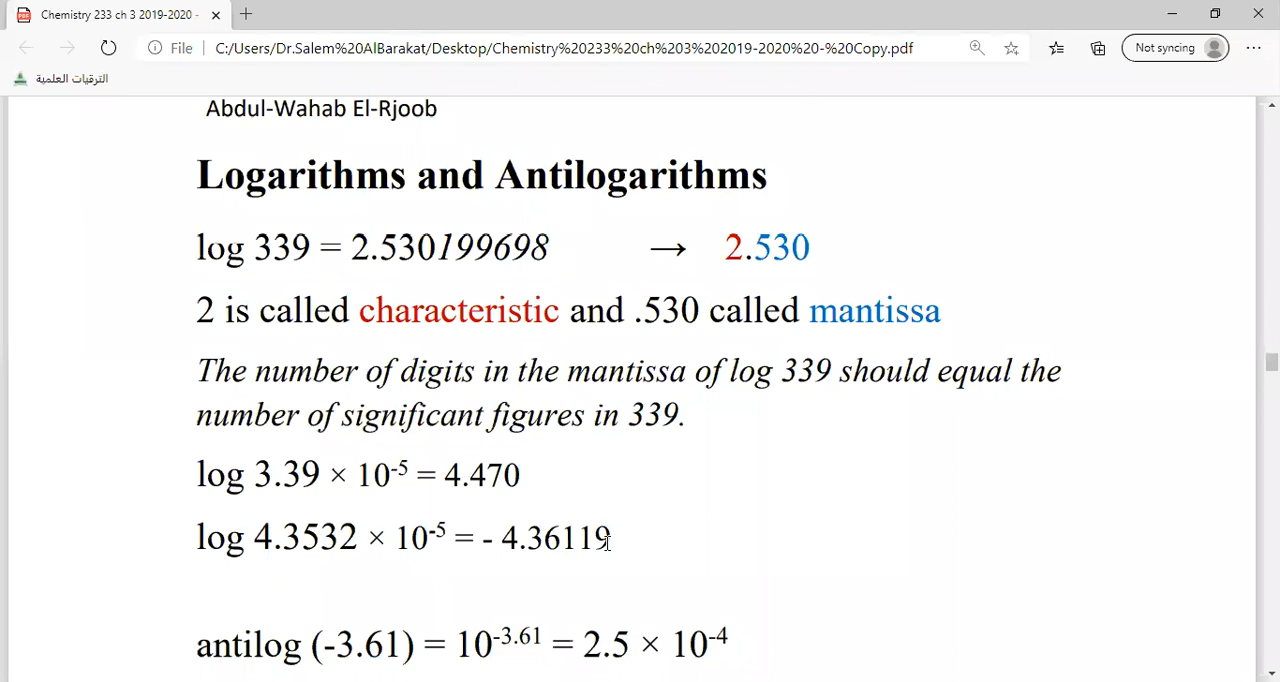 Chemistry 233 ch 3 2019-2020 -
File
C:/Users/Dr.Salem%20AlBarakat/Desktop/Chemistry%20233%20ch%203%202019-2020%20-%20Copy.pdf
Not syncing
الترقيات العلمية
Abdul-Wahab El-Rjoob
Logarithms and Antilogarithms
log 339 = 2.530199698 → 2.530
2 is called characteristic and .530 called mantissa
The number of digits in the mantissa of log 339 should equal the
number of significant figures in 339.
log 3.39 × 10⁻⁵ = 4.470
log 4.3532 × 10⁻⁵ = - 4.36119
antilog (-3.61) = 10⁻³·⁶¹ = 2.5 × 10⁻⁴